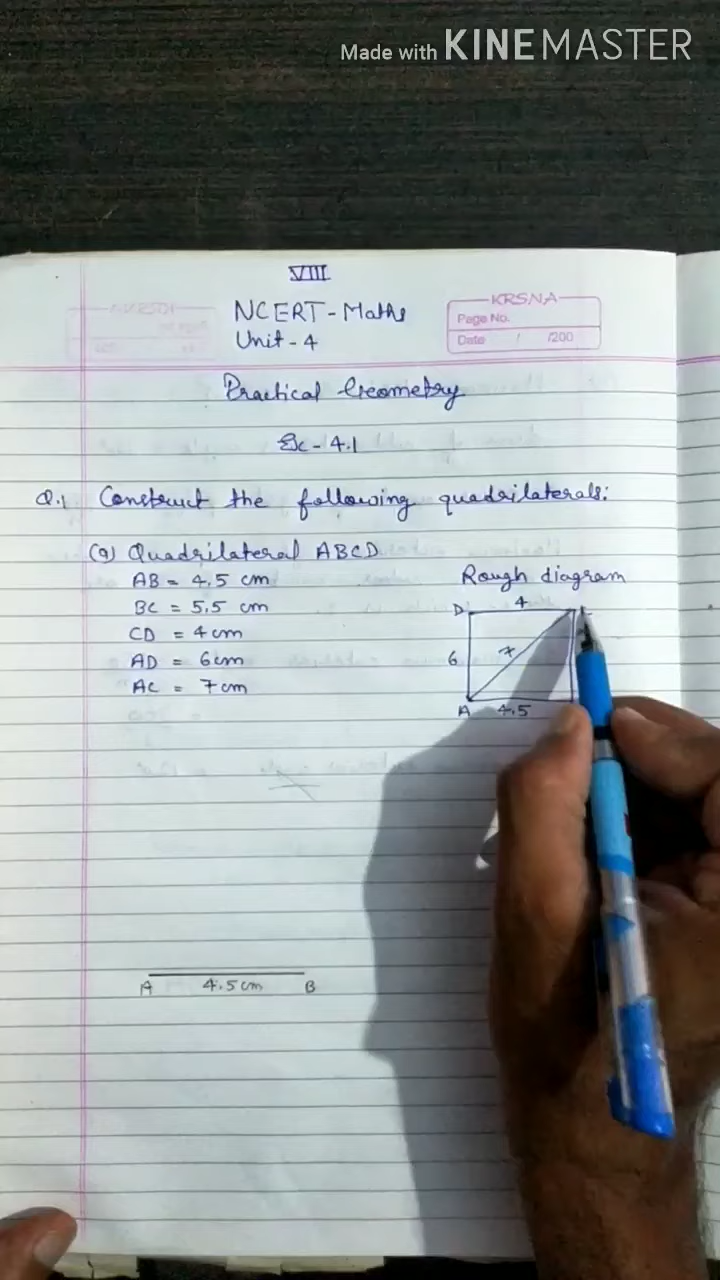 Made with KINEMASTER
VIII
NCERT - Maths
Unit - 4
KRSNA
Page No.
Date / /200
Practical Geometry
Ex - 4.1
Q.1 Construct the following quadrilaterals:
(a) Quadrilateral ABCD
AB = 4.5 cm
BC = 5.5 cm
CD = 4 cm
AD = 6 cm
AC = 7 cm
Rough diagram
D 4
6 7
A 4.5
A 4.5 cm B